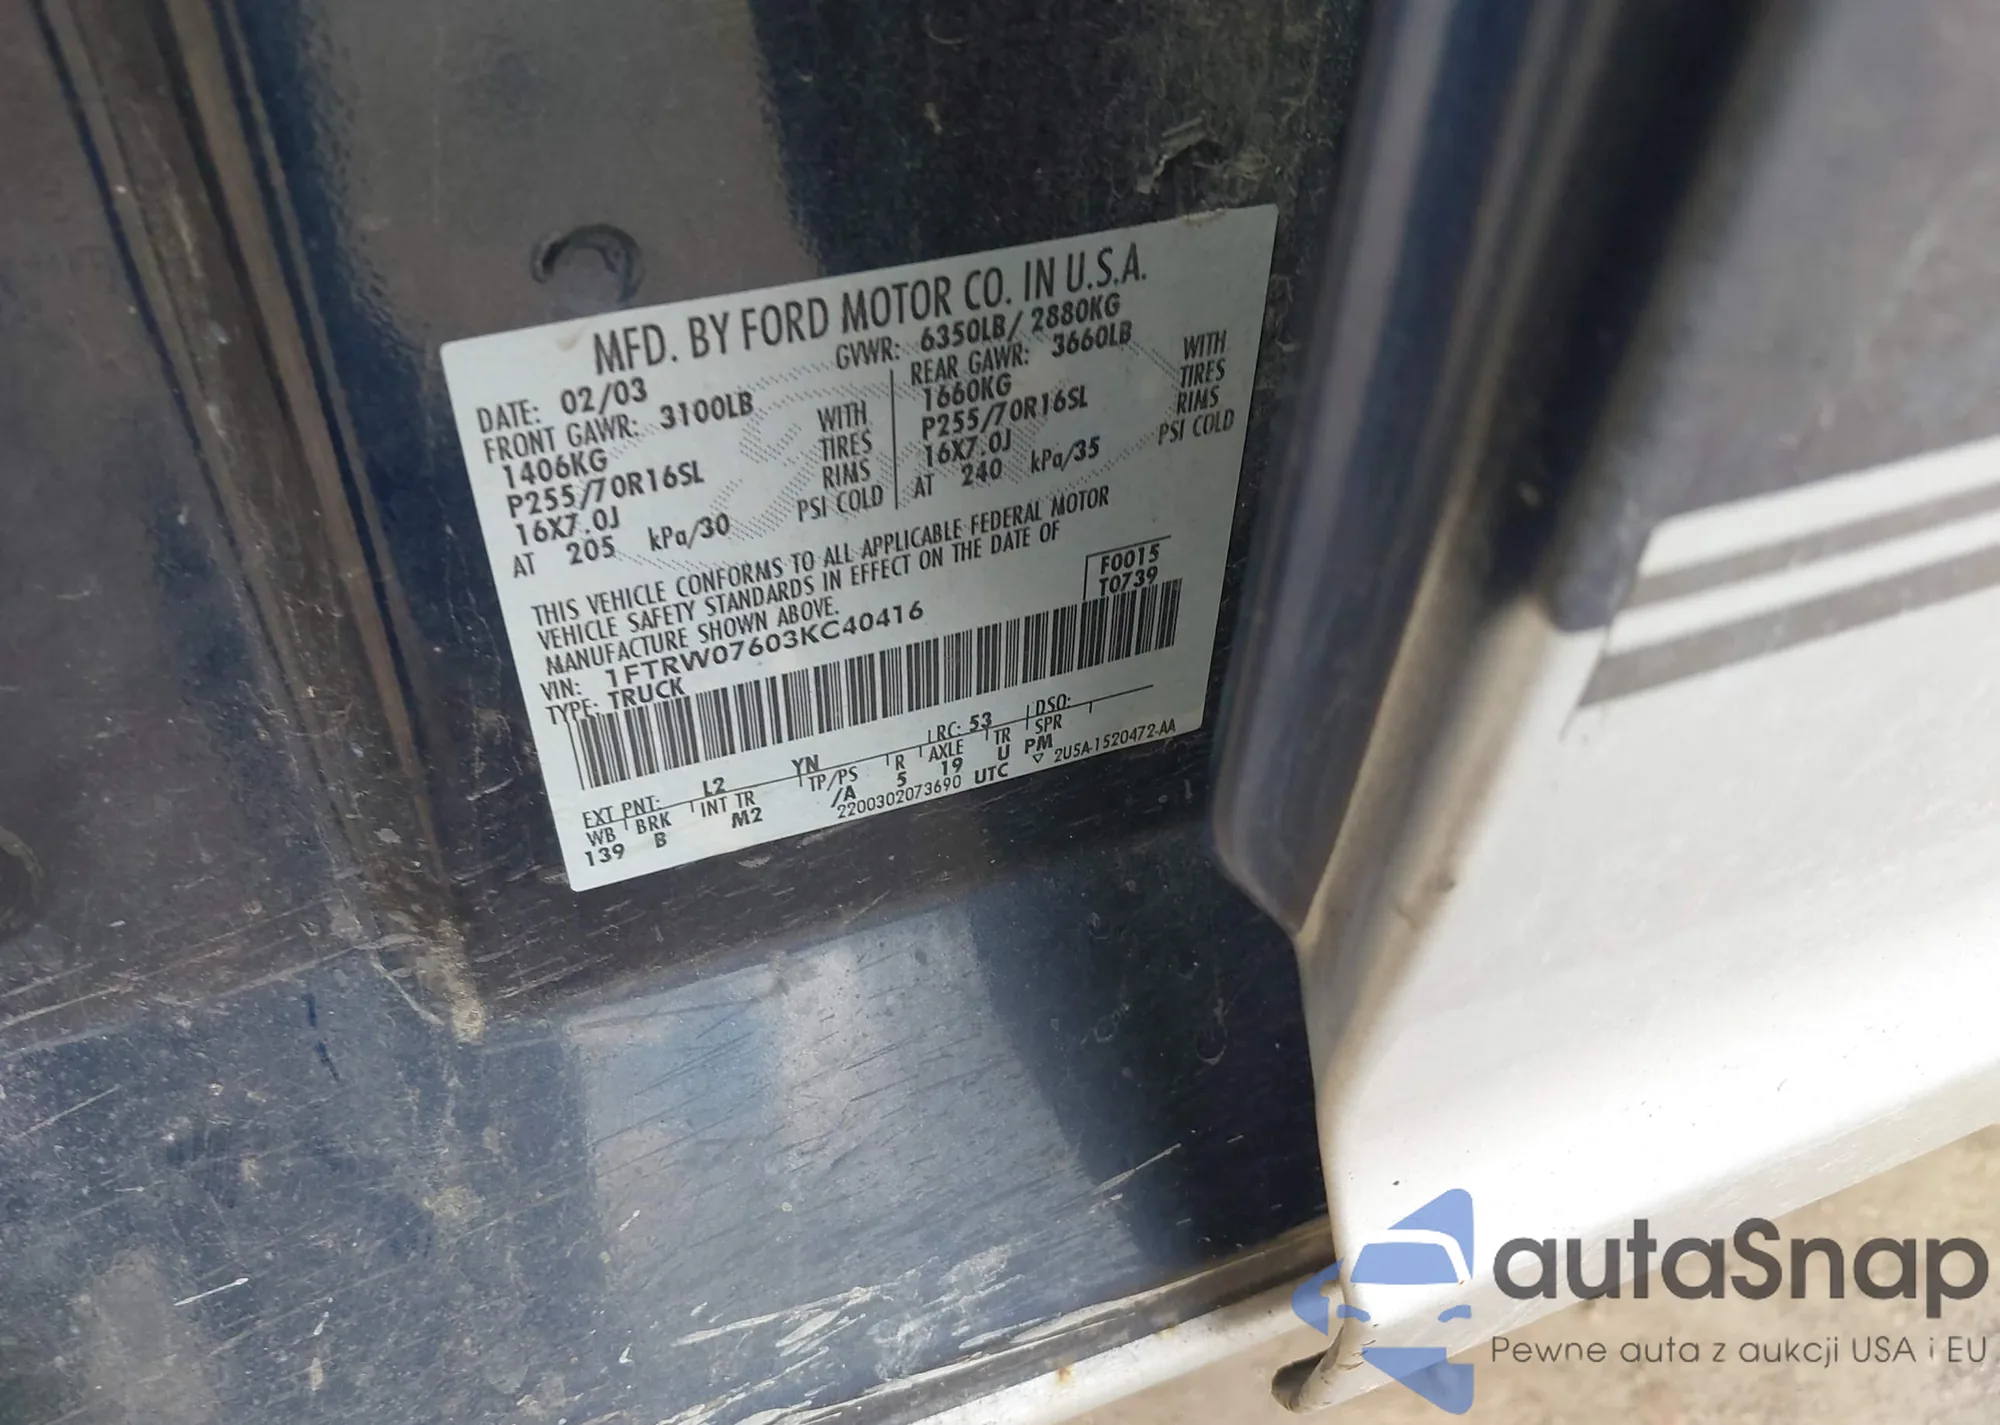 MFD. BY FORD MOTOR CO. IN U.S.A.
DATE: 02/03 GVWR: 6350LB/ 2880KG
FRONT GAWR: 3100LB REAR GAWR: 3660LB
1406KG WITH 1660KG WITH
P255/70R16SL TIRES P255/70R16SL TIRES
16X7.0J RIMS 16X7.0J RIMS
AT 205 kPa/30 PSI COLD AT 240 kPa/35 PSI COLD
THIS VEHICLE CONFORMS TO ALL APPLICABLE FEDERAL MOTOR
VEHICLE SAFETY STANDARDS IN EFFECT ON THE DATE OF
MANUFACTURE SHOWN ABOVE.
F0015
T0739
VIN: 1FTRW07603KC40416
TYPE: TRUCK
EXT PNT: L2 YN RC: 53 DSO:
WB BRK INT TR TP/PS R AXLE TR SPR
139 B M2 /A 5 19 U PM
2200302073690 UTC ▽ 2U5A-1520472-AA
autaSnap
Pewne auta z aukcji USA i EU